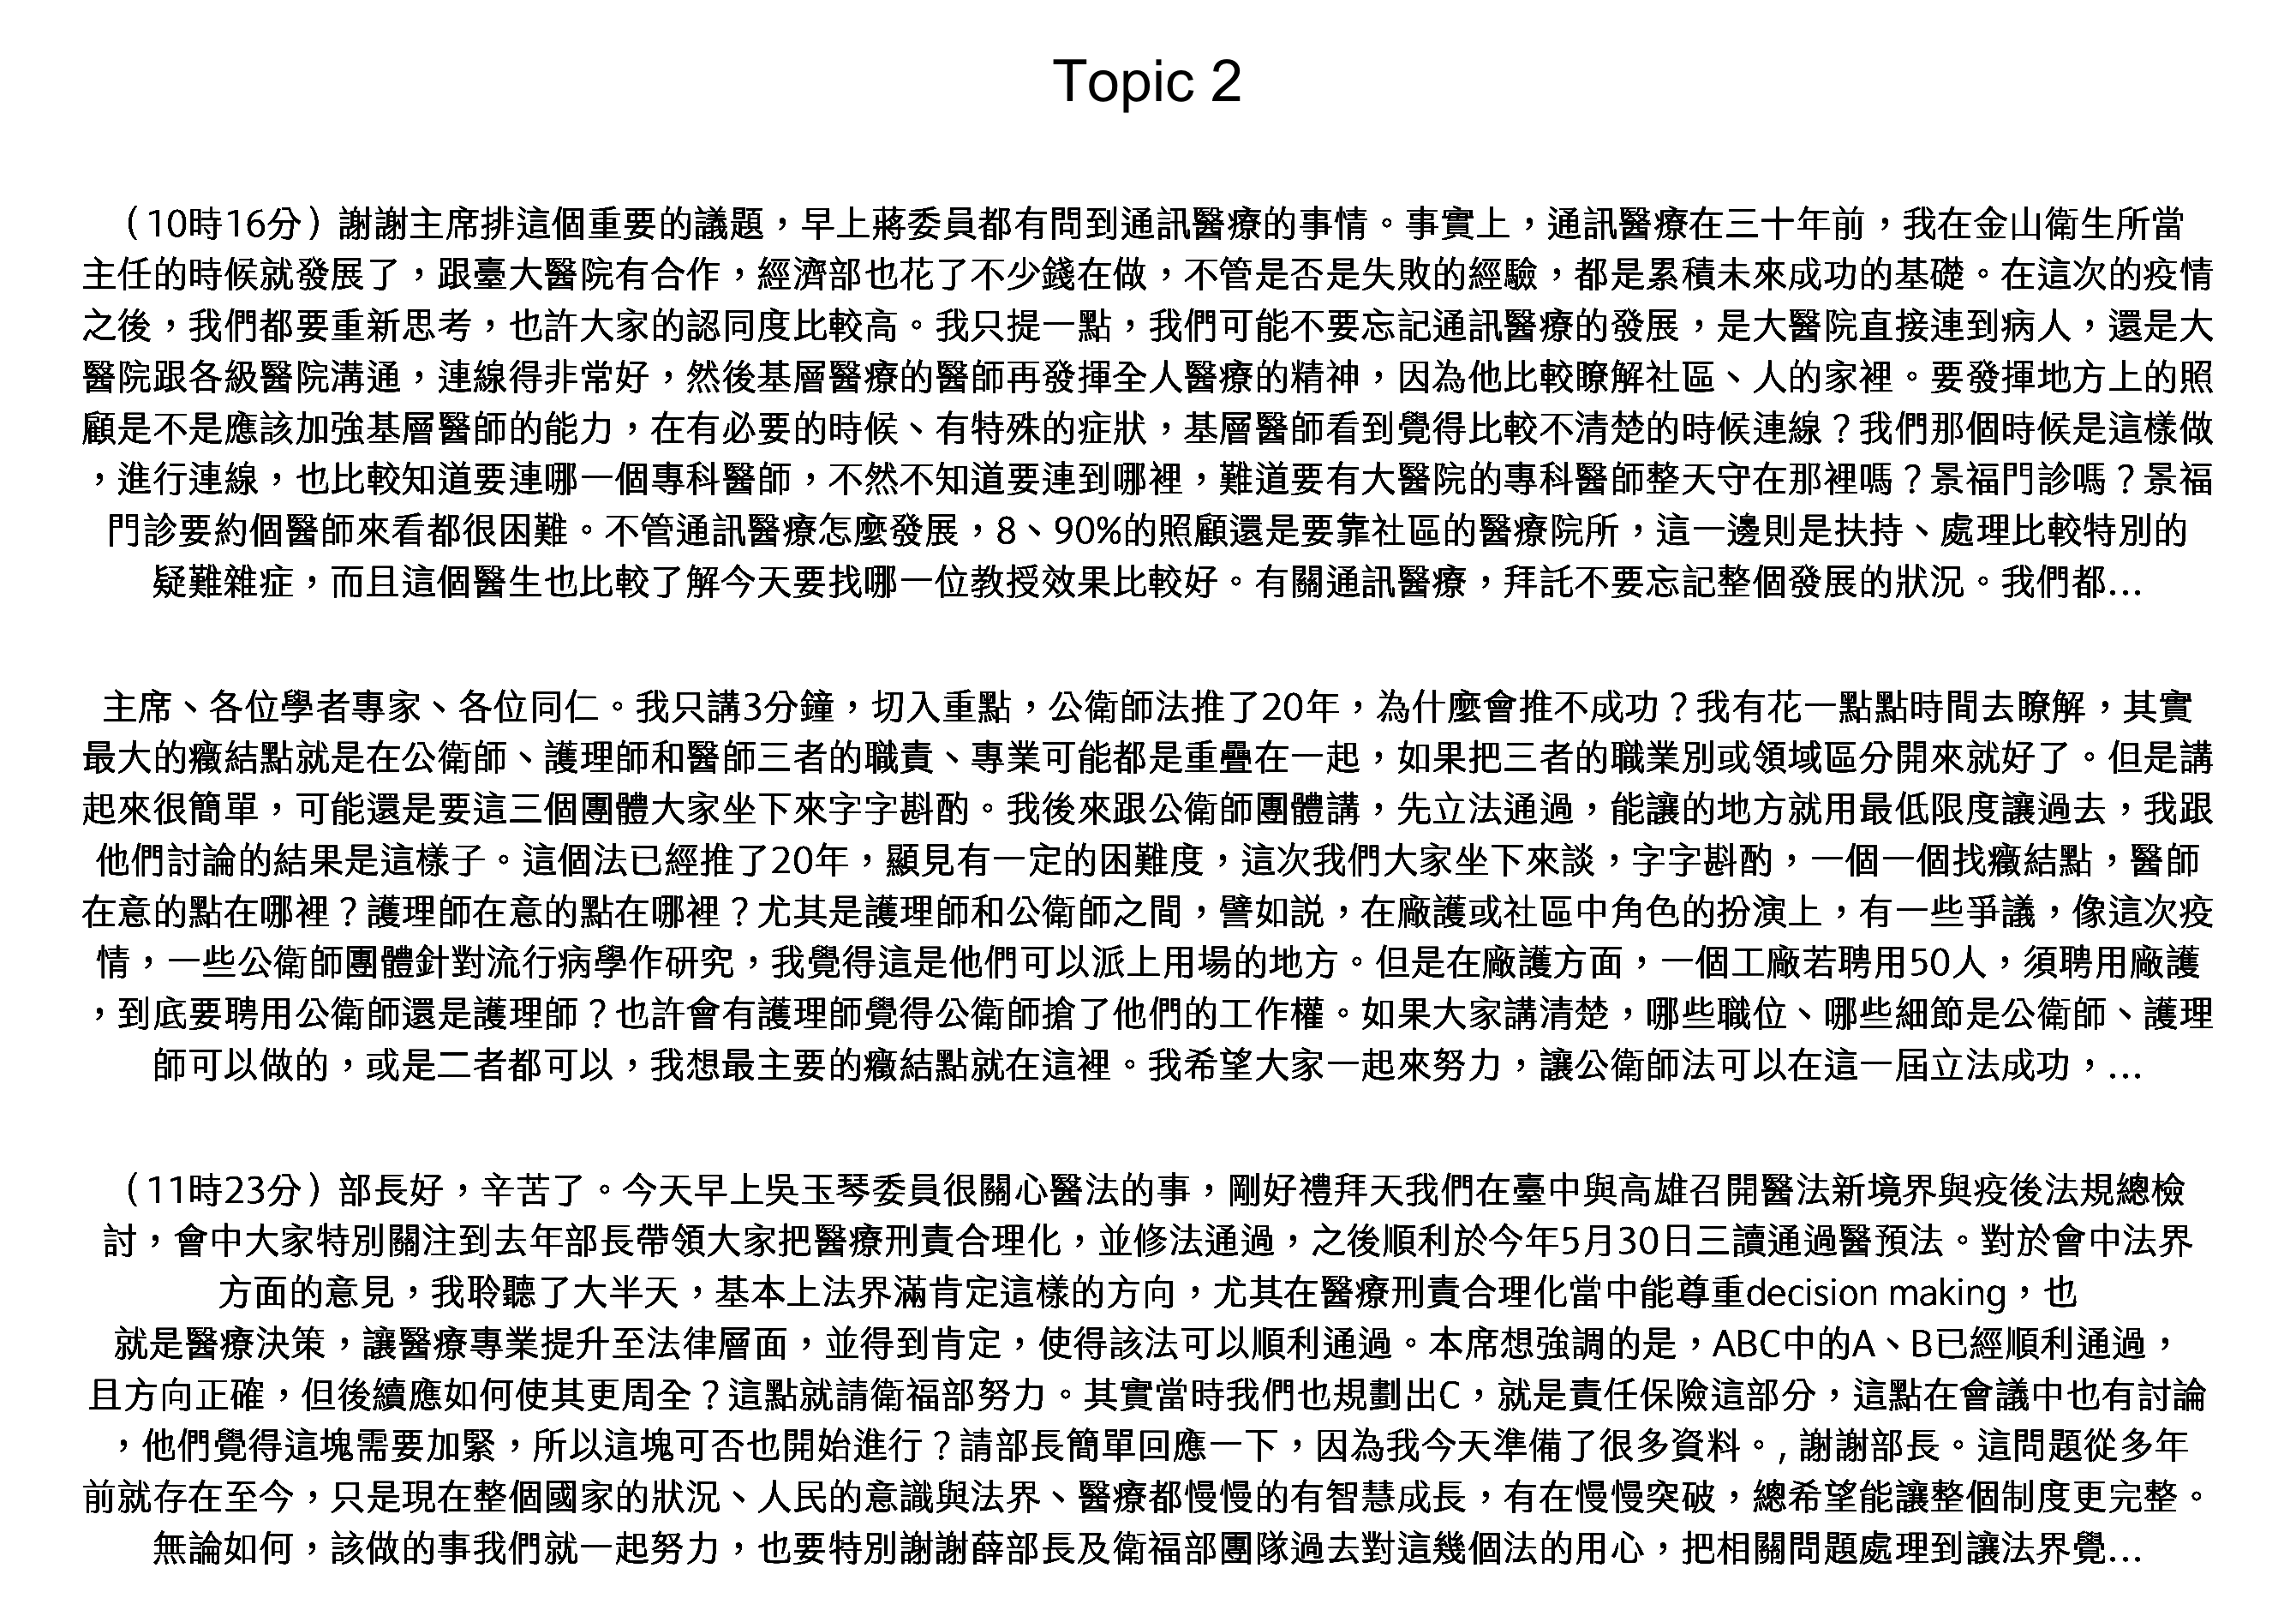 Topic 2
（10時16分）謝謝主席排這個重要的議題，早上蔣委員都有問到通訊醫療的事情。事實上，通訊醫療在三十年前，我在金山衛生所當
主任的時候就發展了，跟臺大醫院有合作，經濟部也花了不少錢在做，不管是否是失敗的經驗，都是累積未來成功的基礎。在這次的疫情
之後，我們都要重新思考，也許大家的認同度比較高。我只提一點，我們可能不要忘記通訊醫療的發展，是大醫院直接連到病人，還是大
醫院跟各級醫院溝通，連線得非常好，然後基層醫療的醫師再發揮全人醫療的精神，因為他比較瞭解社區、人的家裡。要發揮地方上的照
顧是不是應該加強基層醫師的能力，在有必要的時候、有特殊的症狀，基層醫師看到覺得比較不清楚的時候連線？我們那個時候是這樣做
，進行連線，也比較知道要連哪一個專科醫師，不然不知道要連到哪裡，難道要有大醫院的專科醫師整天守在那裡嗎？景福門診嗎？景福
門診要約個醫師來看都很困難。不管通訊醫療怎麼發展，8、90%的照顧還是要靠社區的醫療院所，這一邊則是扶持、處理比較特別的
疑難雜症，而且這個醫生也比較了解今天要找哪一位教授效果比較好。有關通訊醫療，拜託不要忘記整個發展的狀況。我們都...
主席、各位學者專家、各位同仁。我只講3分鐘，切入重點，公衛師法推了20年，為什麼會推不成功？我有花一點點時間去瞭解，其實
最大的癥結點就是在公衛師、護理師和醫師三者的職責、專業可能都是重疊在一起，如果把三者的職業別或領域區分開來就好了。但是講
起來很簡單，可能還是要這三個團體大家坐下來字字斟酌。我後來跟公衛師團體講，先立法通過，能讓的地方就用最低限度讓過去，我跟
他們討論的結果是這樣子。這個法已經推了20年，顯見有一定的困難度，這次我們大家坐下來談，字字斟酌，一個一個找癥結點，醫師
在意的點在哪裡？護理師在意的點在哪裡？尤其是護理師和公衛師之間，譬如説，在廠護或社區中角色的扮演上，有一些爭議，像這次疫
情，一些公衛師團體針對流行病學作研究，我覺得這是他們可以派上用場的地方。但是在廠護方面，一個工廠若聘用50人，須聘用廠護
，到底要聘用公衛師還是護理師？也許會有護理師覺得公衛師搶了他們的工作權。如果大家講清楚，哪些職位、哪些細節是公衛師、護理
師可以做的，或是二者都可以，我想最主要的癥結點就在這裡。我希望大家一起來努力，讓公衛師法可以在這一屆立法成功，...
（11時23分）部長好，辛苦了。今天早上吳玉琴委員很關心醫法的事，剛好禮拜天我們在臺中與高雄召開醫法新境界與疫後法規總檢
討，會中大家特別關注到去年部長帶領大家把醫療刑責合理化，並修法通過，之後順利於今年5月30日三讀通過醫預法。對於會中法界
方面的意見，我聆聽了大半天，基本上法界滿肯定這樣的方向，尤其在醫療刑責合理化當中能尊重decision making，也
就是醫療決策，讓醫療專業提升至法律層面，並得到肯定，使得該法可以順利通過。本席想強調的是，ABC中的A、B已經順利通過，
且方向正確，但後續應如何使其更周全？這點就請衛福部努力。其實當時我們也規劃出C，就是責任保險這部分，這點在會議中也有討論
，他們覺得這塊需要加緊，所以這塊可否也開始進行？請部長簡單回應一下，因為我今天準備了很多資料。, 謝謝部長。這問題從多年
前就存在至今，只是現在整個國家的狀況、人民的意識與法界、醫療都慢慢的有智慧成長，有在慢慢突破，總希望能讓整個制度更完整。
無論如何，該做的事我們就一起努力，也要特別謝謝薛部長及衛福部團隊過去對這幾個法的用心，把相關問題處理到讓法界覺...